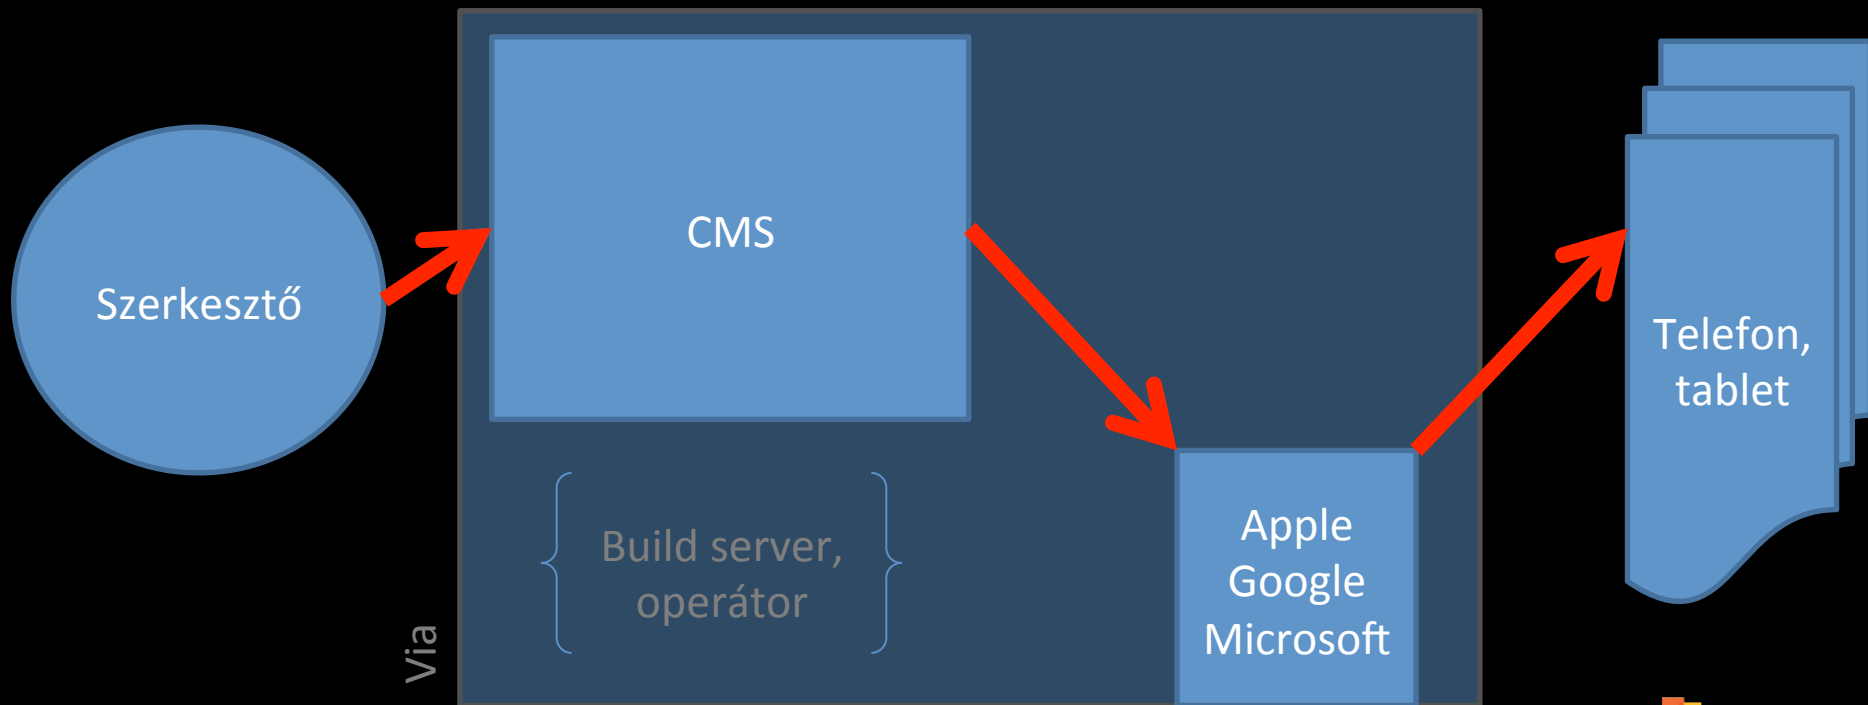 Szerkesztő
CMS
Build server,
operátor
Via
Apple
Google
Microsoft
Telefon,
tablet